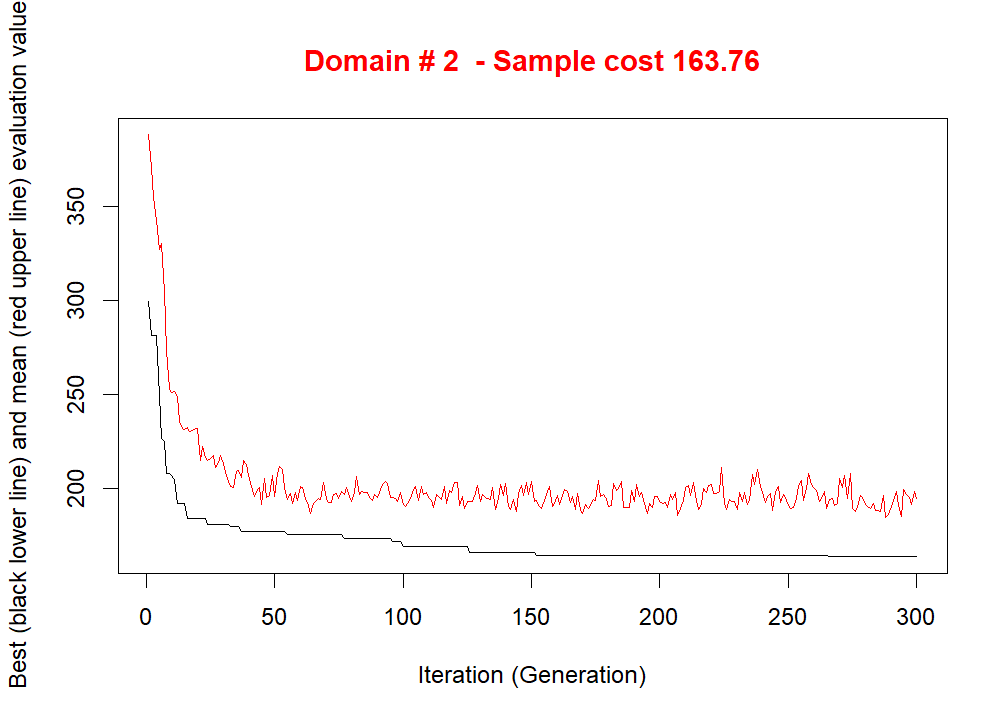 Domain # 2  - Sample cost 163.76
Best (black lower line) and mean (red upper line) evaluation value
350
300
250
200
0 50 100 150 200 250 300
Iteration (Generation)